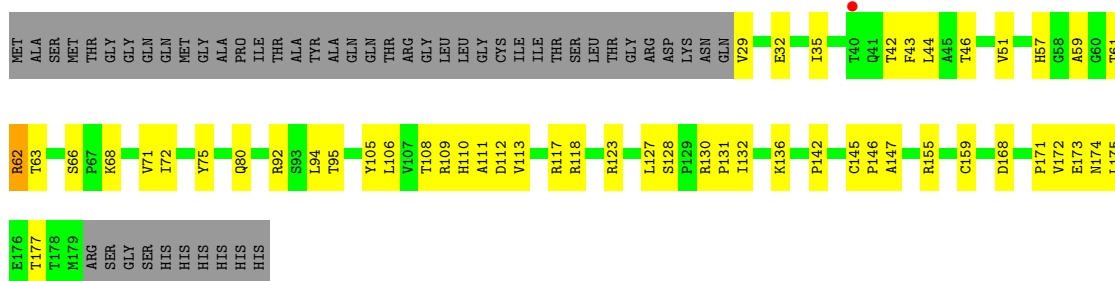 MET ALA SER MET THR GLY GLY GLN GLN MET GLY ALA PRO ILE THR ALA TYR ALA GLN GLN THR ARG GLY LEU LEU GLY CYS ILE ILE THR SER LEU THR GLY ARG ASP LYS ASN GLN V29 E32 I35 T40 Q41 T42 F43 L44 A45 T46 V51 H57 G58 A59 G60 T61
R62 T63 S66 P67 K68 V71 I72 Y75 Q80 R92 S93 L94 T95 Y105 L106 V107 T108 R109 H110 A111 D112 V113 R117 R118 R123 L127 S128 P129 R130 P131 I132 K136 P142 C145 P146 A147 R155 C159 D168 P171 V172 E173 N174 L175
E176 T177 T178 M179 ARG SER GLY SER HIS HIS HIS HIS HIS HIS